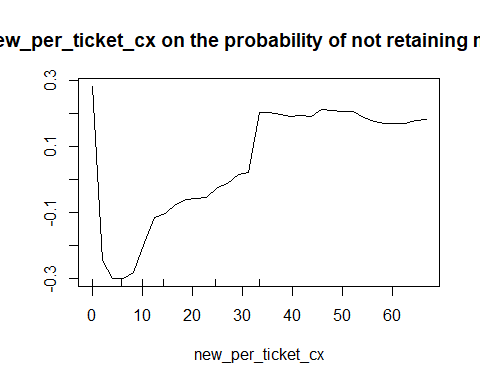 ew_per_ticket_cx on the probability of not retaining
0.3
0.1
-0.1
-0.3
0 10 20 30 40 50 60
new_per_ticket_cx